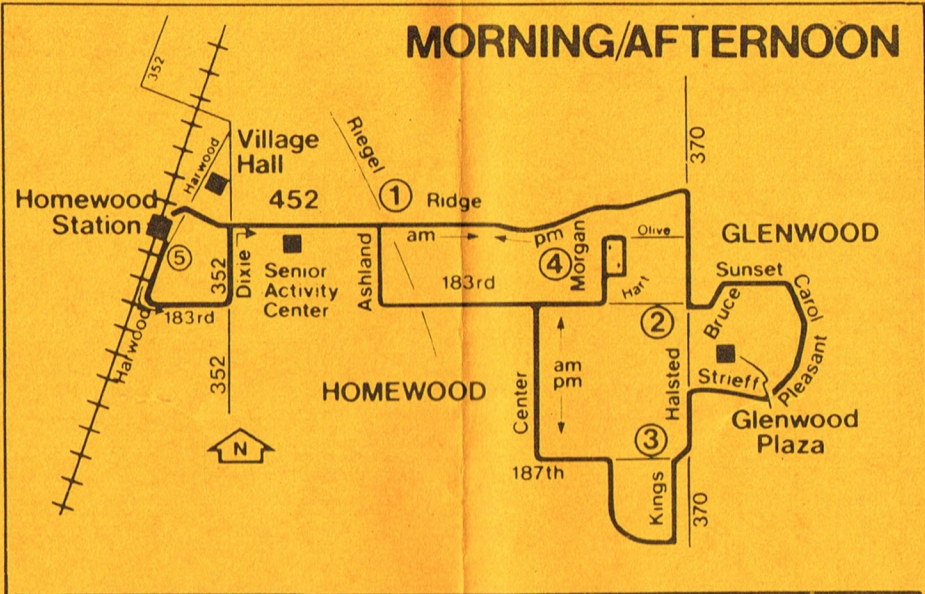 MORNING/AFTERNOON
352
Harwood
Village
Hall
Riegel
370
Homewood
Station
452
1
Ridge
am
pm
Olive
GLENWOOD
5
352
Dixie
Senior
Activity
Center
Ashland
183rd
4
Morgan
Hart
Sunset
Carol
183rd
Harwood
352
2
Bruce
Halsted
Strieff
Pleasant
HOMEWOOD
Center
am
pm
Glenwood
Plaza
N
187th
3
Kings
370